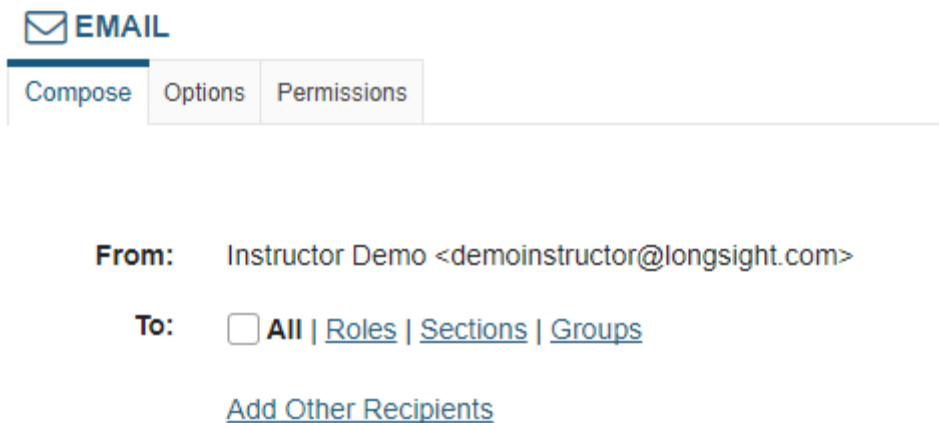 EMAIL
Compose Options Permissions
From: Instructor Demo <demoinstructor@longsight.com>
To: All | Roles | Sections | Groups
Add Other Recipients